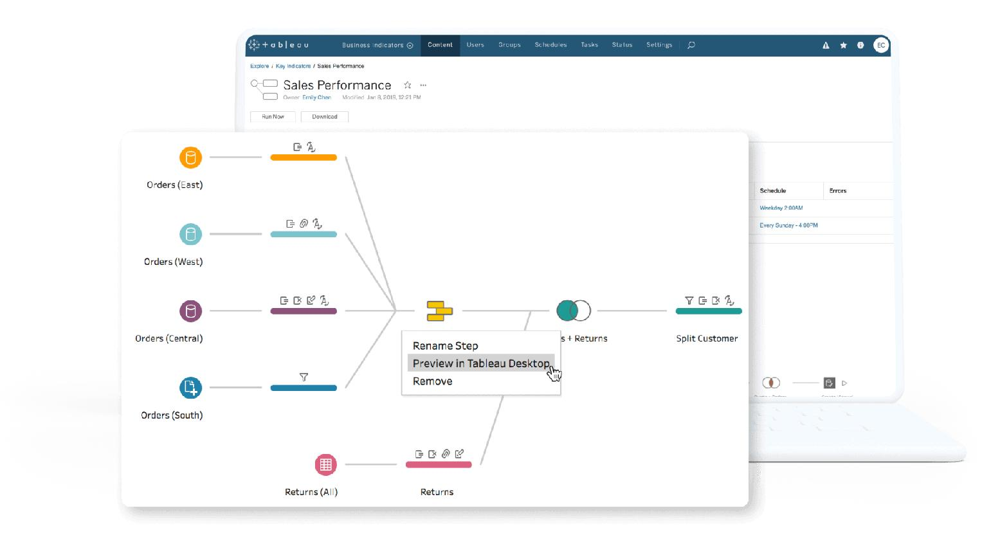 +ableau
Business Indicators
Content
Users
Groups
Schedules
Tasks
Status
Settings
EC
Explore / Key Indicators / Sales Performance
Sales Performance
Owner Emily Chen Modified Jan 8, 2019, 12:21 PM
Run Now
Download
Orders (East)
Schedule
Errors
Weekday 2:00AM
Every Sunday - 4:00PM
Orders (West)
Orders (Central)
s + Returns
Split Customer
Rename Step
Preview in Tableau Desktop
Remove
Orders (South)
Returns (All)
Returns